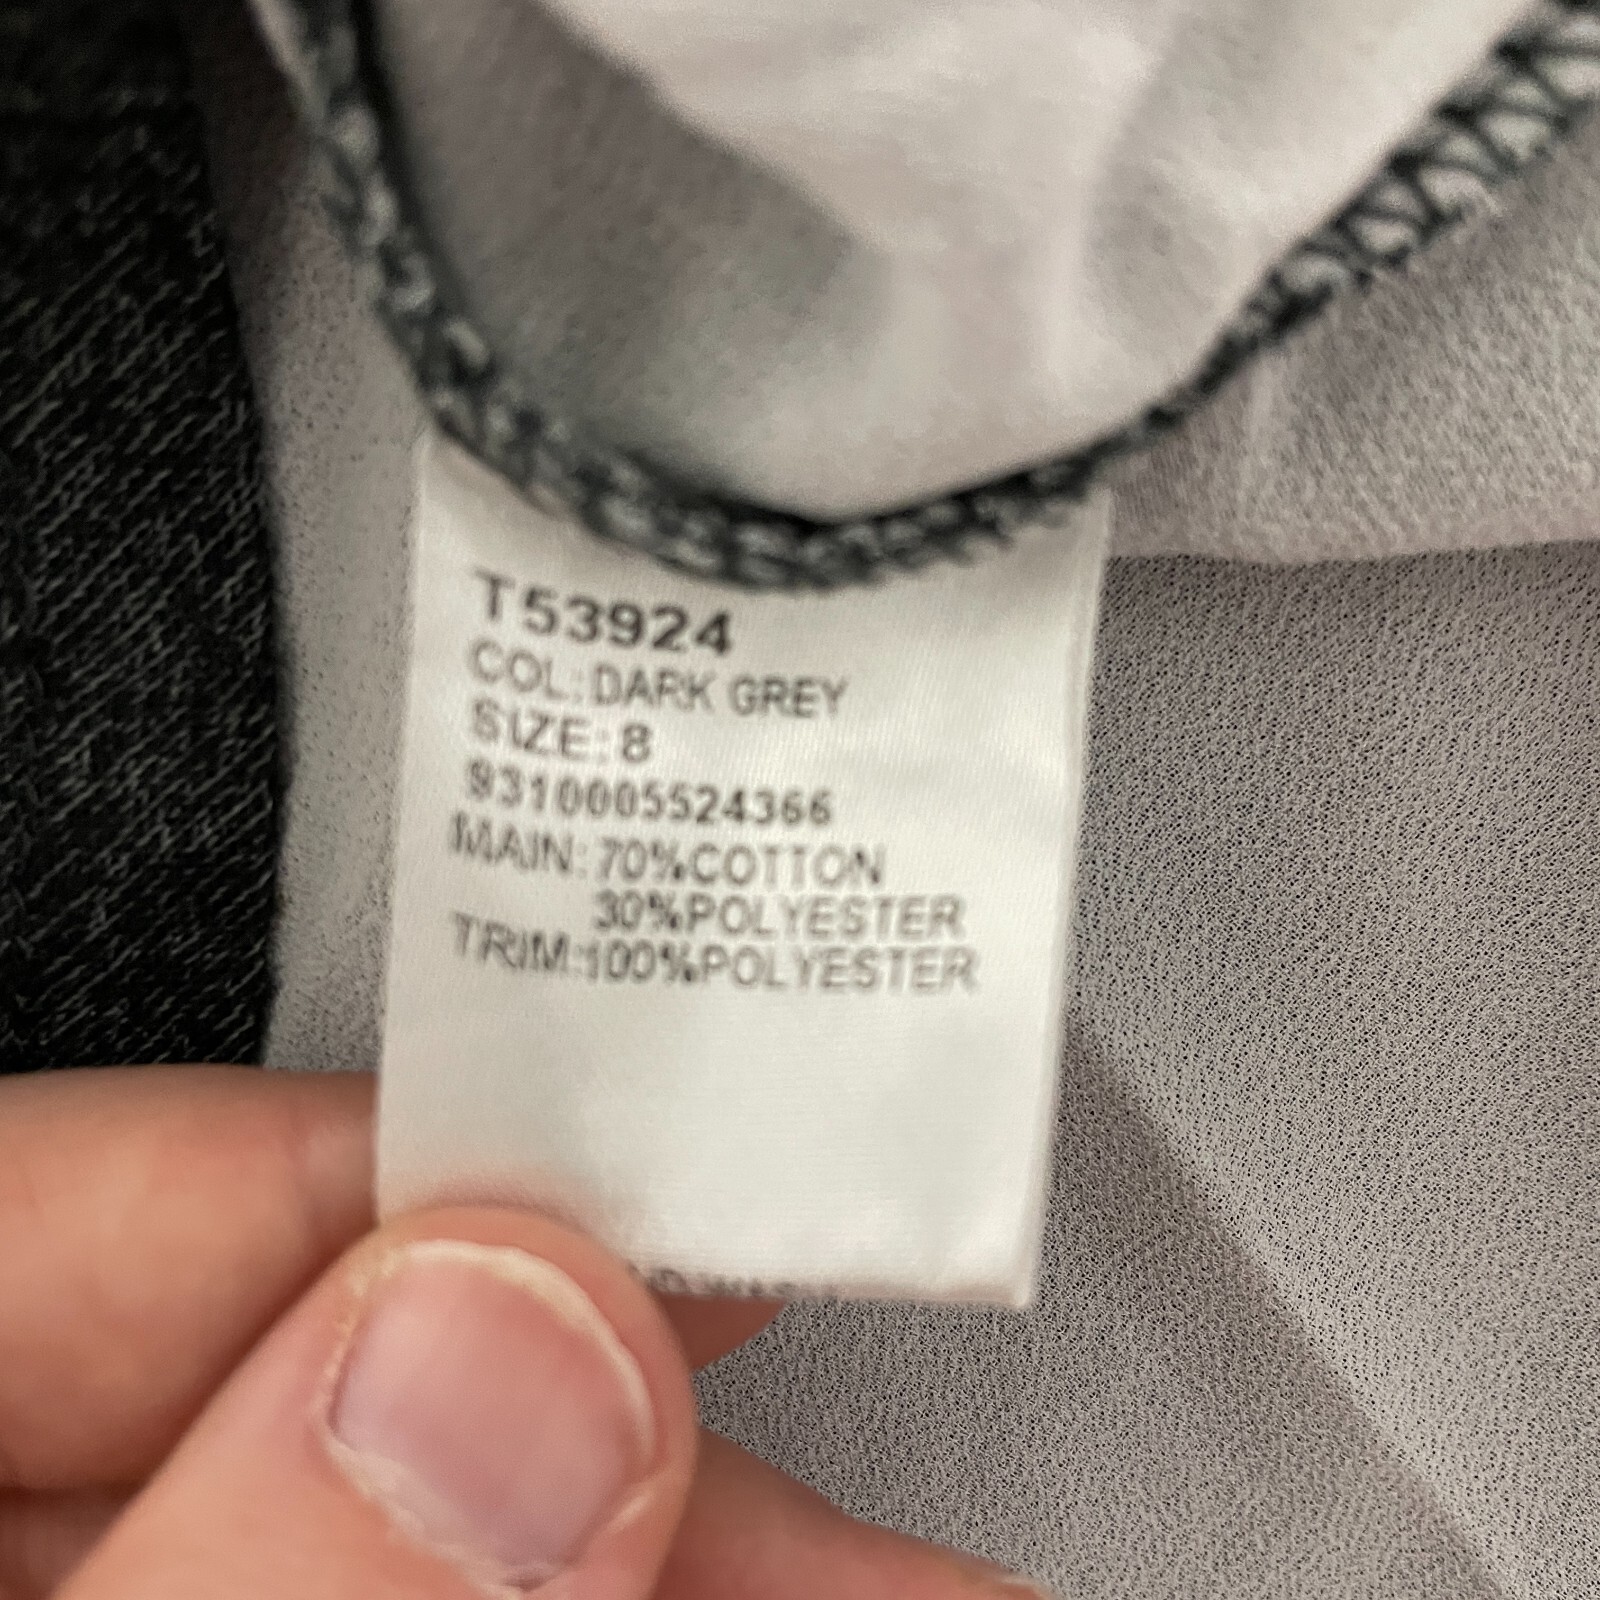 T53924
COL: DARK GREY
SIZE: 8
9310005524366
MAIN: 70%COTTON
30%POLYESTER
TRIM:100%POLYESTER